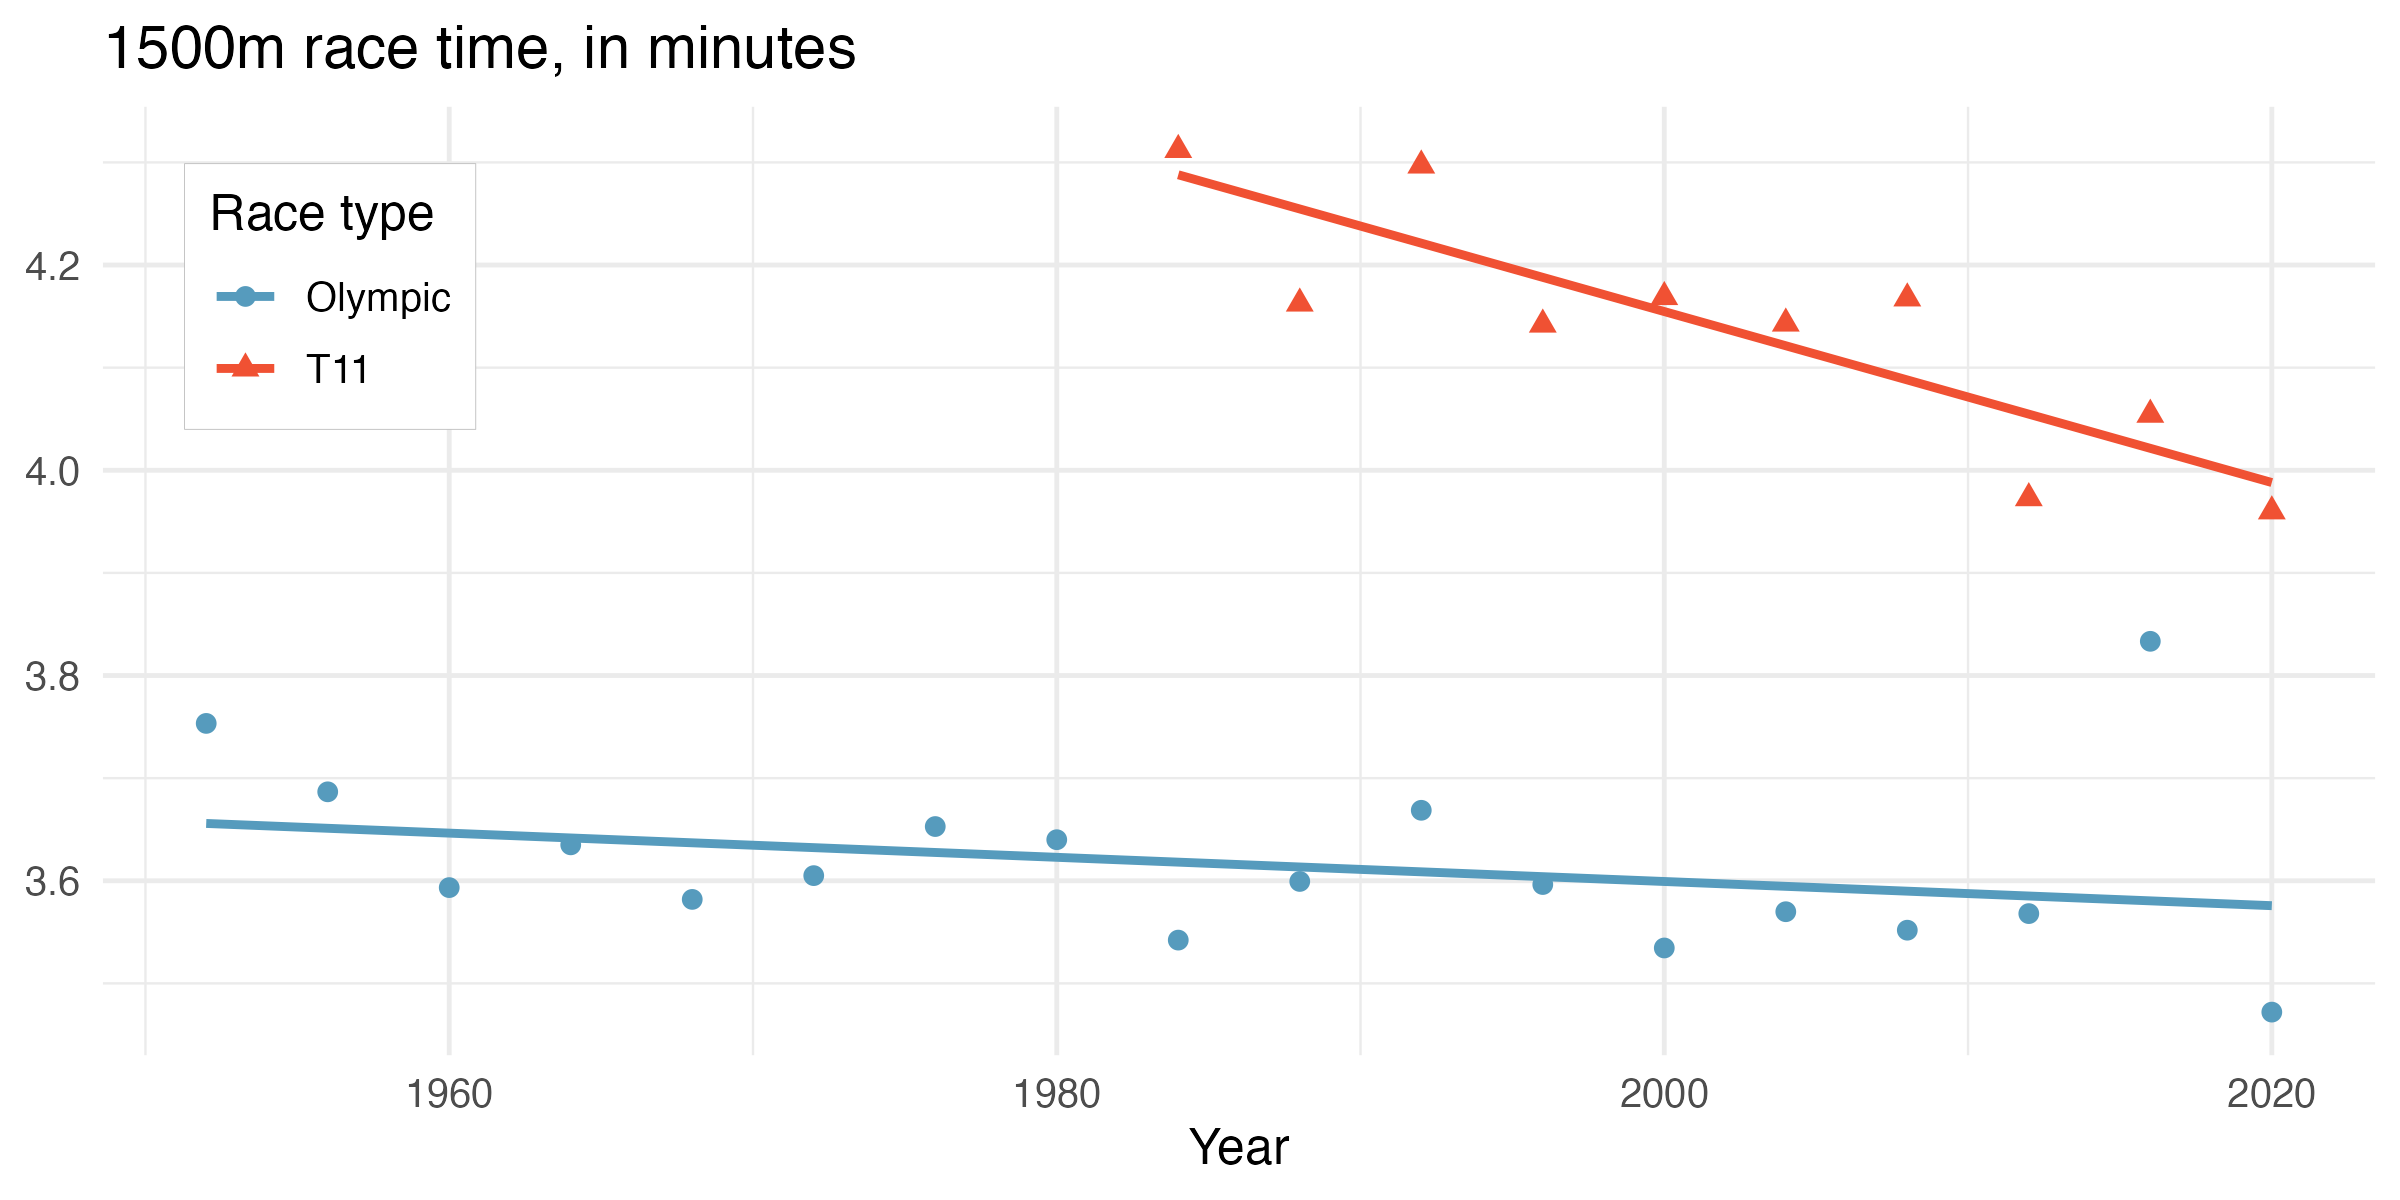 1500m race time, in minutes
Race type
Olympic
T11
4.2
4.0
3.8
3.6
1960 1980 2000 2020
Year